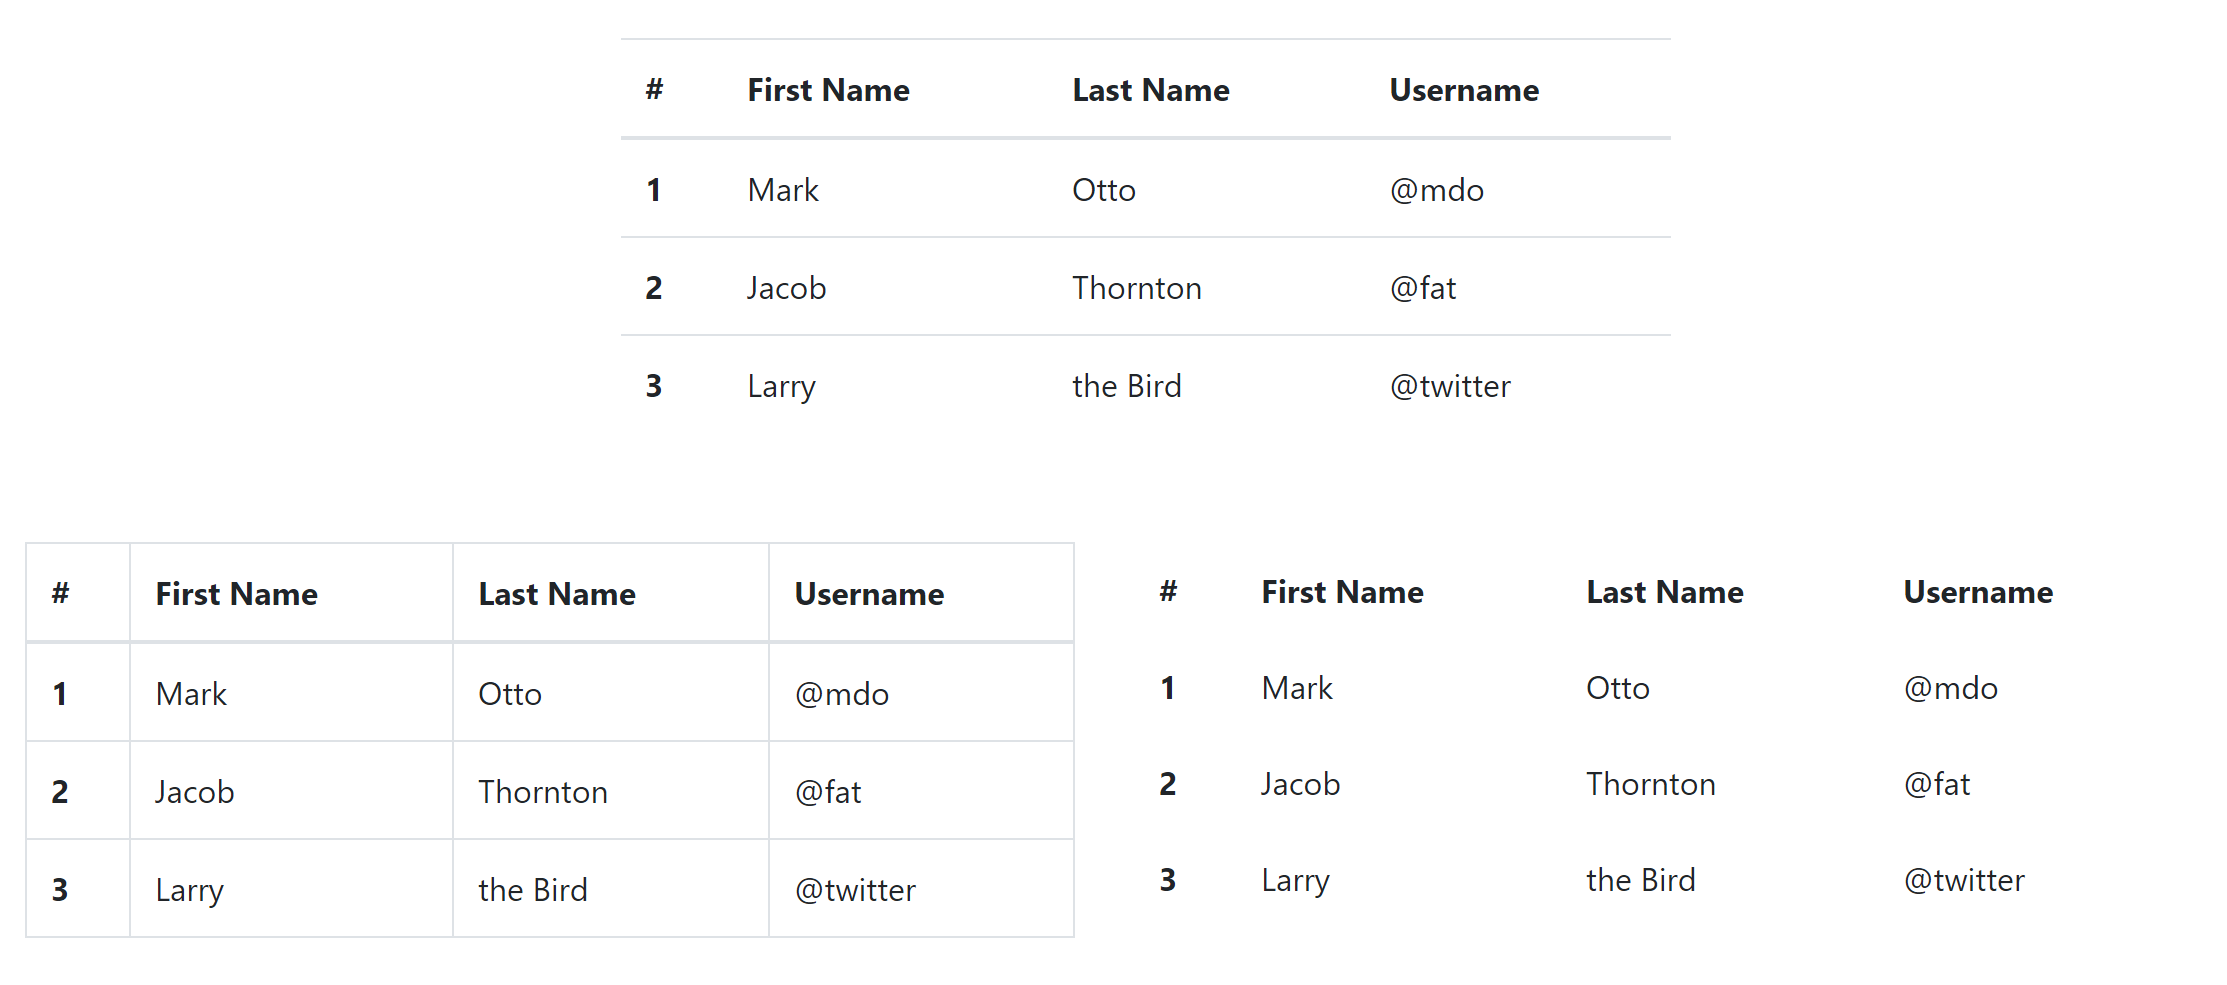 # First Name Last Name Username
1 Mark Otto @mdo
2 Jacob Thornton @fat
3 Larry the Bird @twitter
# First Name Last Name Username
1 Mark Otto @mdo
2 Jacob Thornton @fat
3 Larry the Bird @twitter
# First Name Last Name Username
1 Mark Otto @mdo
2 Jacob Thornton @fat
3 Larry the Bird @twitter